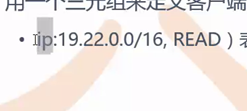 用一个三元组来定义客户端
• ip:19.22.0.0/16, READ ) 表